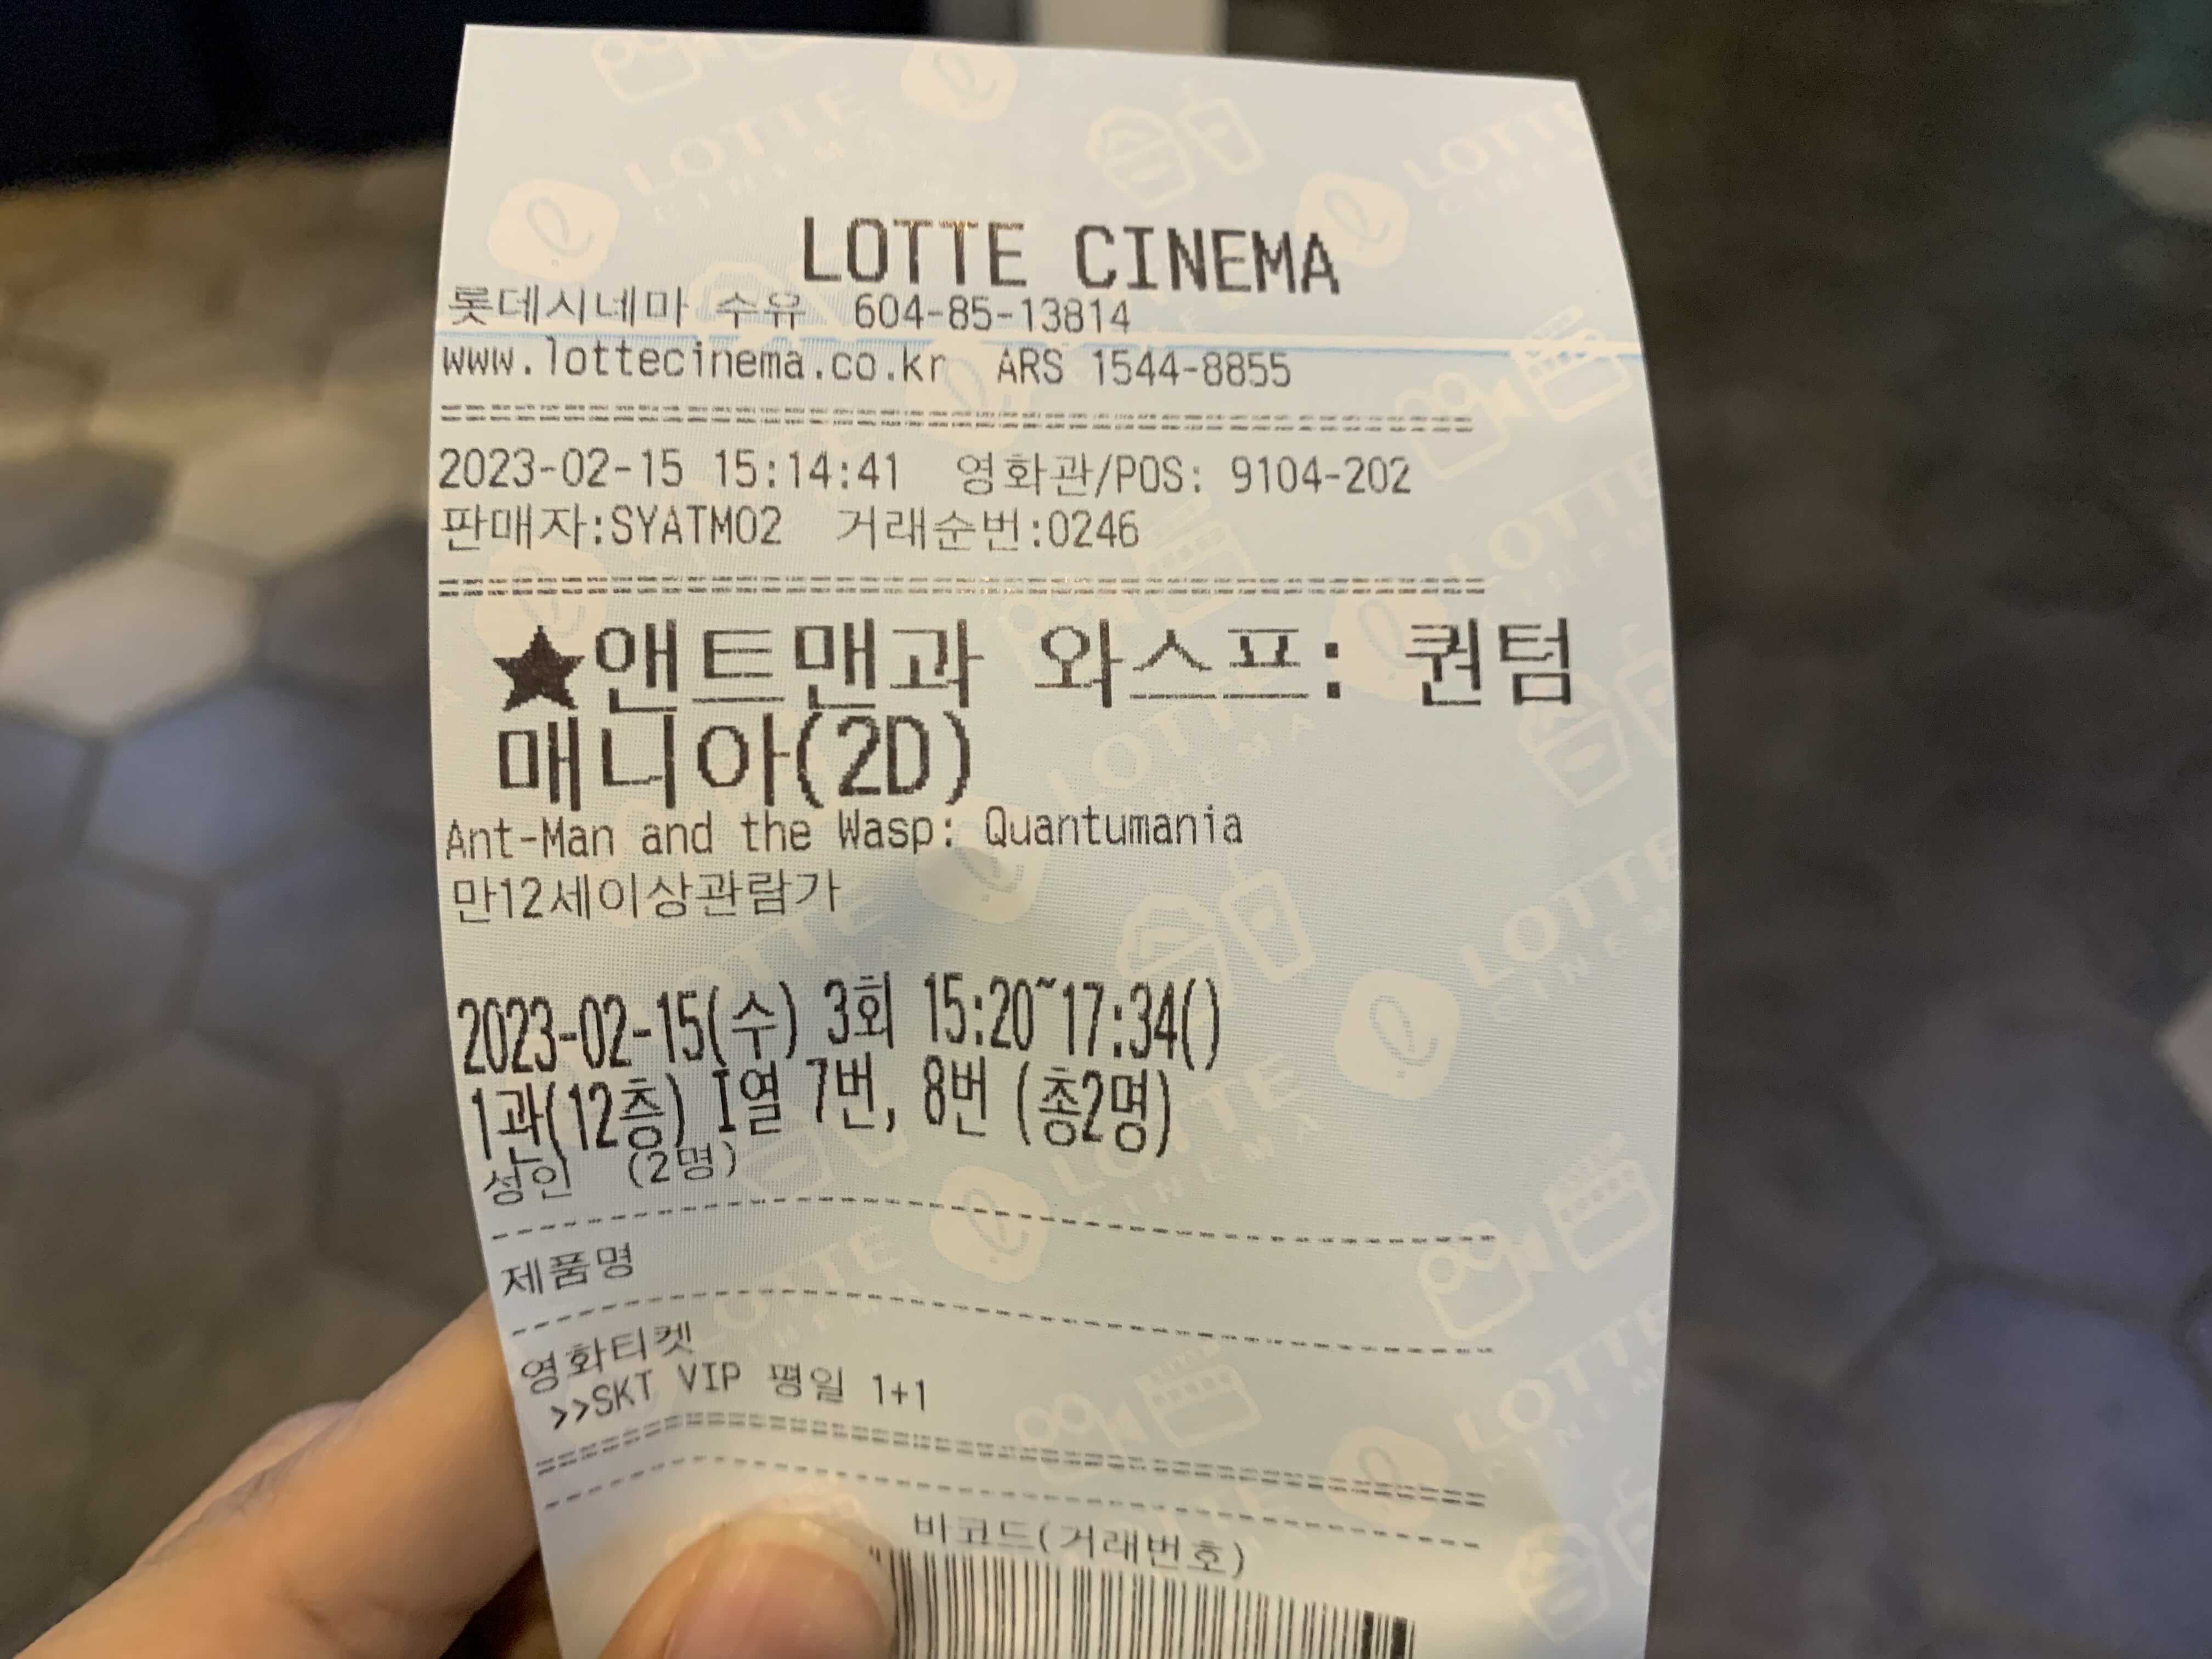 LOTTE CINEMA
롯데시네마 수유 604-85-13814
www.lottecinema.co.kr ARS 1544-8855
2023-02-15 15:14:41 영화관/POS: 9104-202
판매자:SYATM02 거래순번:0246
★앤트맨과 와스프: 퀀텀
매니아(2D)
Ant-Man and the Wasp: Quantumania
만12세이상관람가
2023-02-15(수) 3회 15:20~17:34()
1관(12층) I열 7번, 8번 (총2명)
성인 (2명)
제품명
영화티켓
>>SKT VIP 평일 1+1
바코드(거래번호)